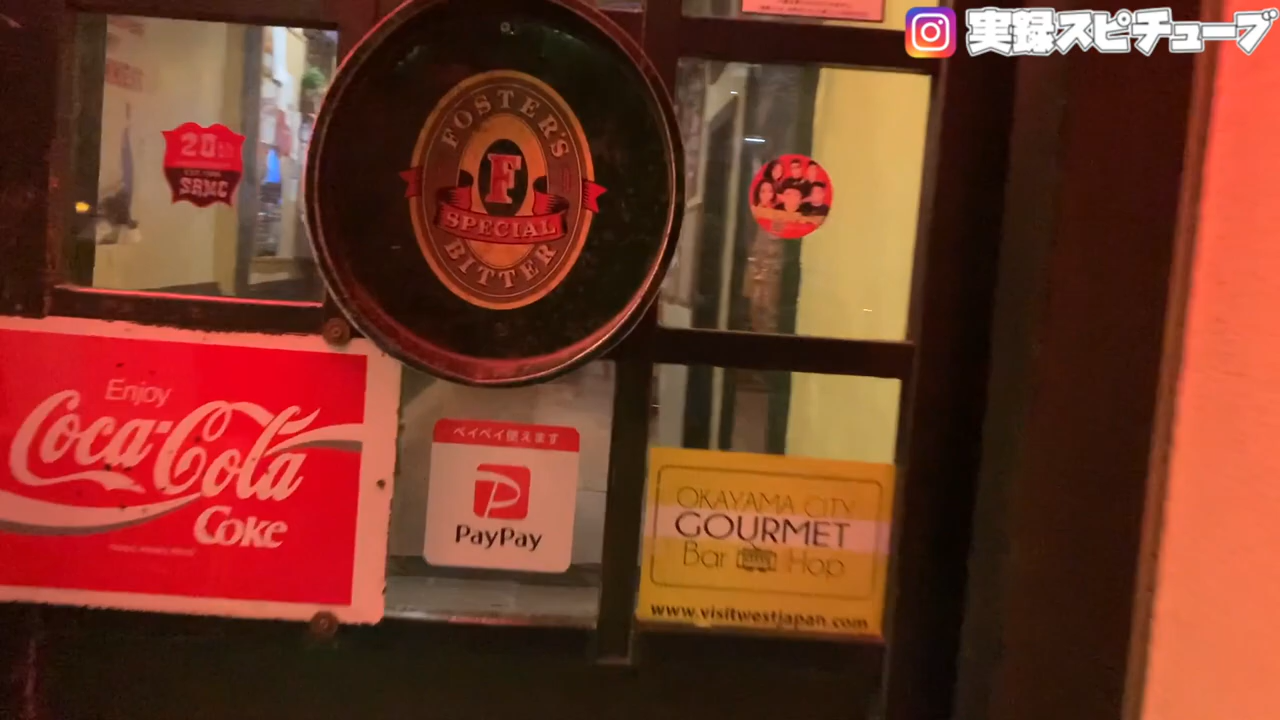 実録スピチューブ
20th
SRMC
FOSTER'S
F
SPECIAL
BITTER
Enjoy
Coca-Cola
Coke
ペイペイ使えます
PayPay
OKAYAMA CITY
GOURMET
Bar Hop
www.visitwestjapan.com